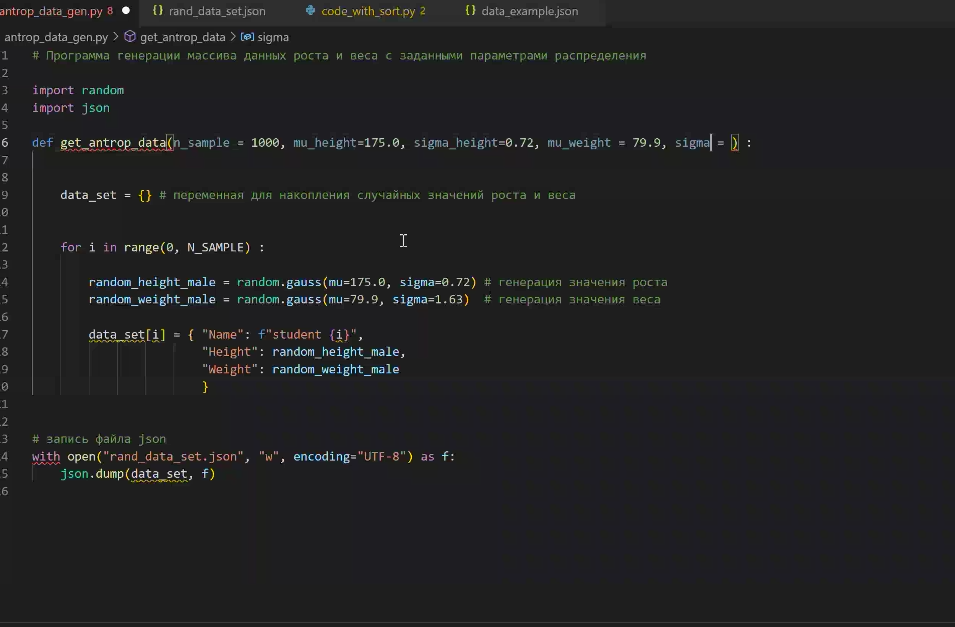 antrop_data_gen.py 8 ● {} rand_data_set.json code_with_sort.py 2 {} data_example.json
antrop_data_gen.py > get_antrop_data > sigma
1 # Программа генерации массива данных роста и веса с заданными параметрами распределения
2
3 import random
4 import json
5
6 def get_antrop_data(n_sample = 1000, mu_height=175.0, sigma_height=0.72, mu_weight = 79.9, sigma = ) :
7
8
9 data_set = {} # переменная для накопления случайных значений роста и веса
0
1
2 for i in range(0, N_SAMPLE) :
3
4 random_height_male = random.gauss(mu=175.0, sigma=0.72) # генерация значения роста
5 random_weight_male = random.gauss(mu=79.9, sigma=1.63) # генерация значения веса
6
7 data_set[i] = { "Name": f"student {i}",
8 "Height": random_height_male,
9 "Weight": random_weight_male
0 }
1
2
3 # запись файла json
4 with open("rand_data_set.json", "w", encoding="UTF-8") as f:
5 json.dump(data_set, f)
6